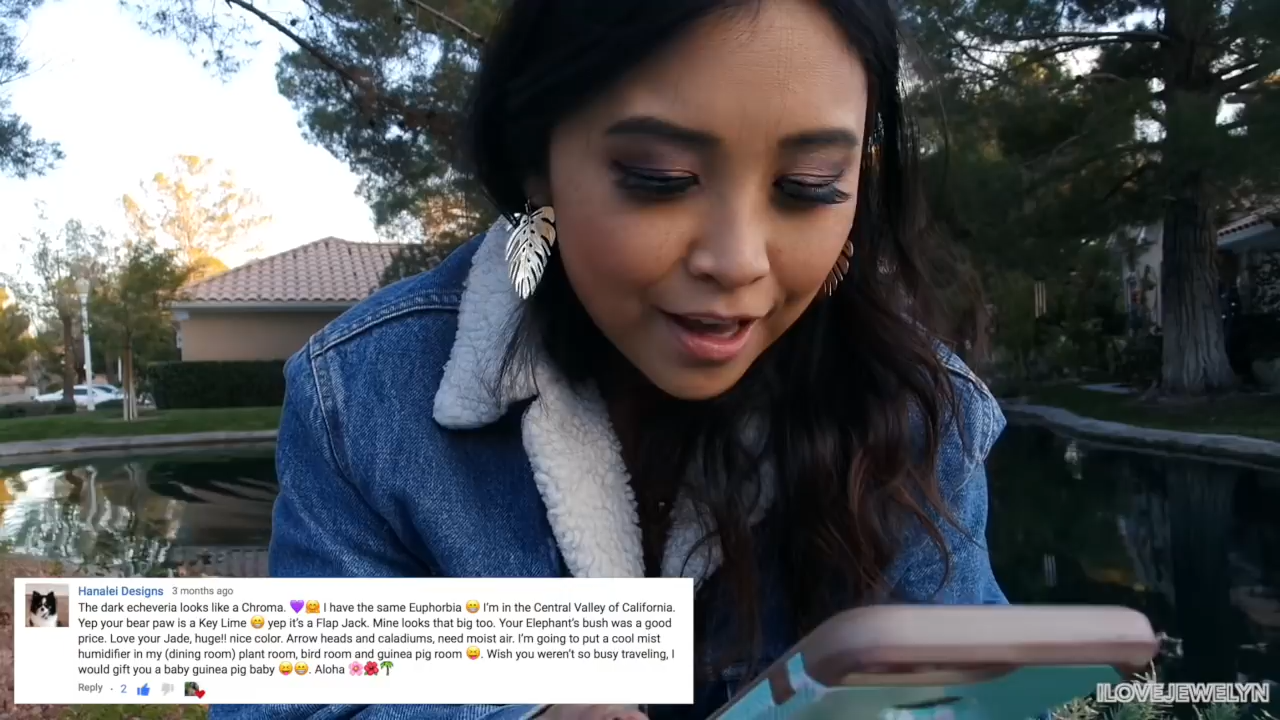 Hanalei Designs 3 months ago
The dark echeveria looks like a Chroma. 💜🤗 I have the same Euphorbia 😁 I'm in the Central Valley of California.
Yep your bear paw is a Key Lime 😁 yep it's a Flap Jack. Mine looks that big too. Your Elephant's bush was a good
price. Love your Jade, huge!! nice color. Arrow heads and caladiums, need moist air. I'm going to put a cool mist
humidifier in my (dining room) plant room, bird room and guinea pig room 😜. Wish you weren't so busy traveling, I
would gift you a baby guinea pig baby 😜😁. Aloha 🌸🌺🌴
Reply · 2
ILOVEJEWELYN